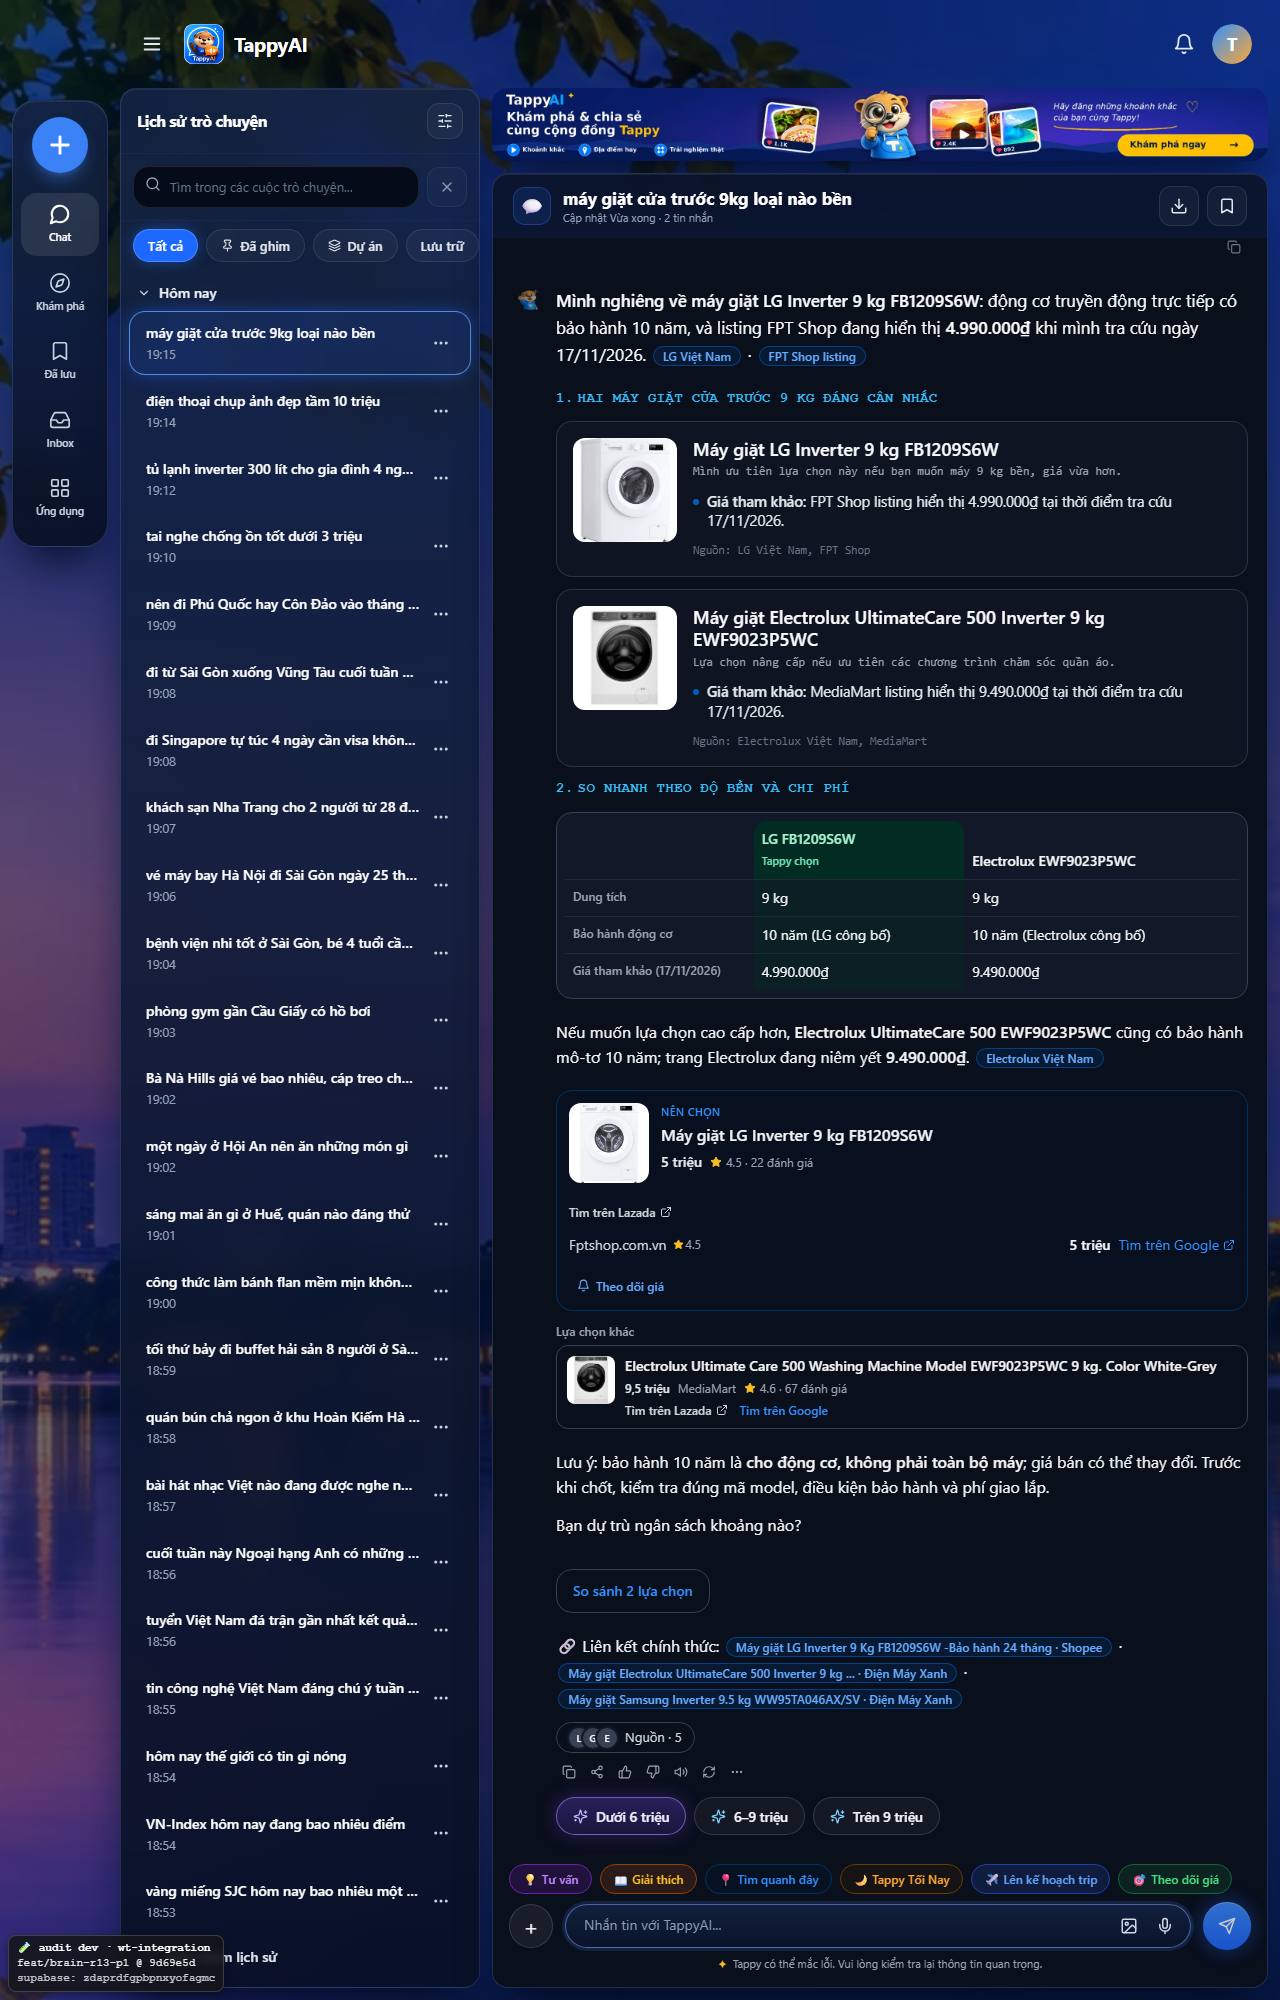 TappyAI
T
Lịch sử trò chuyện
Tìm trong các cuộc trò chuyện...
Tất cả
Đã ghim
Dự án
Lưu trữ
Chat
Khám phá
Đã lưu
Inbox
Ứng dụng
Hôm nay
máy giặt cửa trước 9kg loại nào bền
19:15
điện thoại chụp ảnh đẹp tầm 10 triệu
19:14
tủ lạnh inverter 300 lít cho gia đình 4 ng...
19:12
tai nghe chống ồn tốt dưới 3 triệu
19:10
nên đi Phú Quốc hay Côn Đảo vào tháng ...
19:09
đi từ Sài Gòn xuống Vũng Tàu cuối tuần ...
19:08
đi Singapore tự túc 4 ngày cần visa khôn...
19:08
khách sạn Nha Trang cho 2 người từ 28 đ...
19:07
vé máy bay Hà Nội đi Sài Gòn ngày 25 th...
19:06
bệnh viện nhi tốt ở Sài Gòn, bé 4 tuổi cầ...
19:04
phòng gym gần Cầu Giấy có hồ bơi
19:03
Bà Nà Hills giá vé bao nhiêu, cáp treo ch...
19:02
một ngày ở Hội An nên ăn những món gì
19:02
sáng mai ăn gì ở Huế, quán nào đáng thử
19:01
công thức làm bánh flan mềm mịn khôn...
19:00
tối thứ bảy đi buffet hải sản 8 người ở Sà...
18:59
quán bún chả ngon ở khu Hoàn Kiếm Hà ...
18:58
bài hát nhạc Việt nào đang được nghe n...
18:57
cuối tuần này Ngoại hạng Anh có những ...
18:56
tuyển Việt Nam đá trận gần nhất kết quả...
18:56
tin công nghệ Việt Nam đáng chú ý tuần ...
18:55
hôm nay thế giới có tin gì nóng
18:54
VN-Index hôm nay đang bao nhiêu điểm
18:54
vàng miếng SJC hôm nay bao nhiêu một ...
18:53
m lịch sử
audit dev · wt-integration
feat/brain-r13-p1 @ 9d69e5d
supabase: zdaprdfgpbpnxyofagmc
TappyAI
Khám phá & chia sẻ
cùng cộng đồng Tappy
Khoảnh khắc
Địa điểm hay
Trải nghiệm thật
1.1K
2.4K
892
Hãy đăng những khoảnh khắc
của bạn cùng Tappy!
Khám phá ngay →
máy giặt cửa trước 9kg loại nào bền
Cập nhật Vừa xong · 2 tin nhắn
Mình nghiêng về máy giặt LG Inverter 9 kg FB1209S6W: động cơ truyền động trực tiếp có
bảo hành 10 năm, và listing FPT Shop đang hiển thị 4.990.000₫ khi mình tra cứu ngày
17/11/2026. LG Việt Nam · FPT Shop listing
1. HAI MÁY GIẶT CỬA TRƯỚC 9 KG ĐÁNG CÂN NHẮC
Máy giặt LG Inverter 9 kg FB1209S6W
Mình ưu tiên lựa chọn này nếu bạn muốn máy 9 kg bền, giá vừa hơn.
Giá tham khảo: FPT Shop listing hiển thị 4.990.000₫ tại thời điểm tra cứu
17/11/2026.
Nguồn: LG Việt Nam, FPT Shop
Máy giặt Electrolux UltimateCare 500 Inverter 9 kg
EWF9023P5WC
Lựa chọn nâng cấp nếu ưu tiên các chương trình chăm sóc quần áo.
Giá tham khảo: MediaMart listing hiển thị 9.490.000₫ tại thời điểm tra cứu
17/11/2026.
Nguồn: Electrolux Việt Nam, MediaMart
2. SO NHANH THEO ĐỘ BỀN VÀ CHI PHÍ
LG FB1209S6W
Tappy chọn
Electrolux EWF9023P5WC
Dung tích 9 kg 9 kg
Bảo hành động cơ 10 năm (LG công bố) 10 năm (Electrolux công bố)
Giá tham khảo (17/11/2026) 4.990.000₫ 9.490.000₫
Nếu muốn lựa chọn cao cấp hơn, Electrolux UltimateCare 500 EWF9023P5WC cũng có bảo hành
mô-tơ 10 năm; trang Electrolux đang niêm yết 9.490.000₫. Electrolux Việt Nam
NÊN CHỌN
Máy giặt LG Inverter 9 kg FB1209S6W
5 triệu 4.5 · 22 đánh giá
Tìm trên Lazada
Fptshop.com.vn 4.5 5 triệu Tìm trên Google
Theo dõi giá
Lựa chọn khác
Electrolux Ultimate Care 500 Washing Machine Model EWF9023P5WC 9 kg. Color White-Grey
9,5 triệu MediaMart 4.6 · 67 đánh giá
Tìm trên Lazada Tìm trên Google
Lưu ý: bảo hành 10 năm là cho động cơ, không phải toàn bộ máy; giá bán có thể thay đổi. Trước
khi chốt, kiểm tra đúng mã model, điều kiện bảo hành và phí giao lắp.
Bạn dự trù ngân sách khoảng nào?
So sánh 2 lựa chọn
Liên kết chính thức: Máy giặt LG Inverter 9 Kg FB1209S6W -Bảo hành 24 tháng · Shopee ·
Máy giặt Electrolux UltimateCare 500 Inverter 9 kg ... · Điện Máy Xanh ·
Máy giặt Samsung Inverter 9.5 kg WW95TA046AX/SV · Điện Máy Xanh
L G E Nguồn · 5
Dưới 6 triệu
6–9 triệu
Trên 9 triệu
Tư vấn
Giải thích
Tìm quanh đây
Tappy Tối Nay
Lên kế hoạch trip
Theo dõi giá
Nhắn tin với TappyAI...
Tappy có thể mắc lỗi. Vui lòng kiểm tra lại thông tin quan trọng.